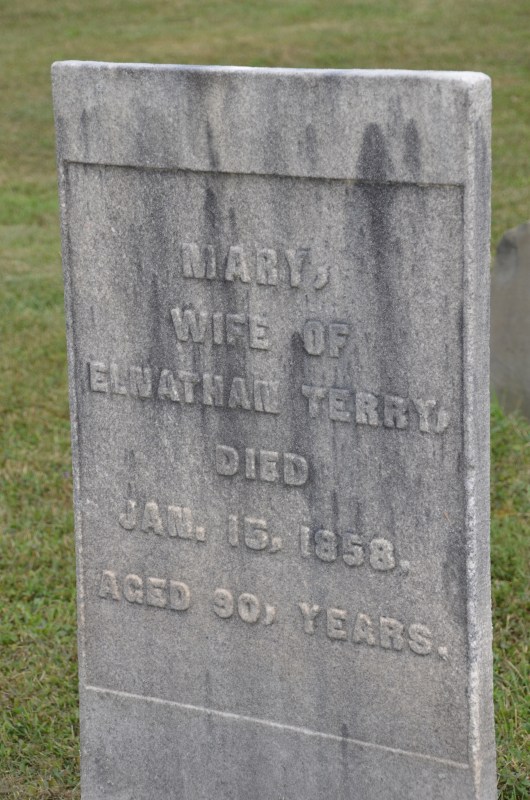 MARY,
WIFE OF
ELNATHAN TERRY,
DIED
JAN. 15, 1858.
AGED 90, YEARS.